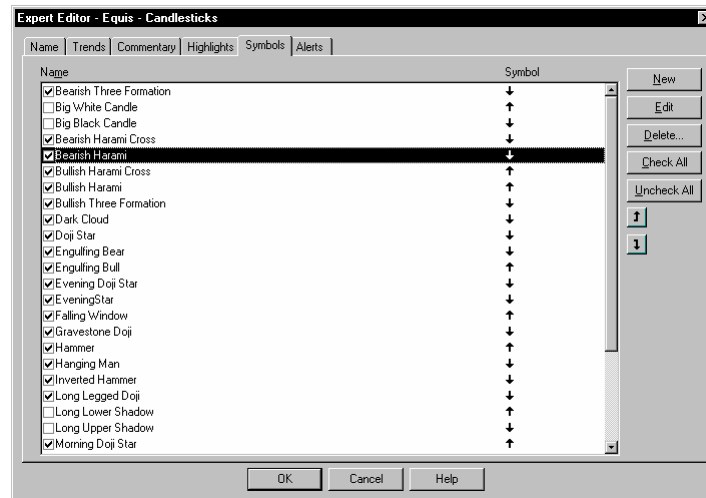 Expert Editor - Equis - Candlesticks
Name Trends Commentary Highlights Symbols Alerts
Name Symbol
Bearish Three Formation
Big White Candle
Big Black Candle
Bearish Harami Cross
Bearish Harami
Bullish Harami Cross
Bullish Harami
Bullish Three Formation
Dark Cloud
Doji Star
Engulfing Bear
Engulfing Bull
Evening Doji Star
EveningStar
Falling Window
Gravestone Doji
Hammer
Hanging Man
Inverted Hammer
Long Legged Doji
Long Lower Shadow
Long Upper Shadow
Morning Doji Star
New
Edit
Delete...
Check All
Uncheck All
OK Cancel Help